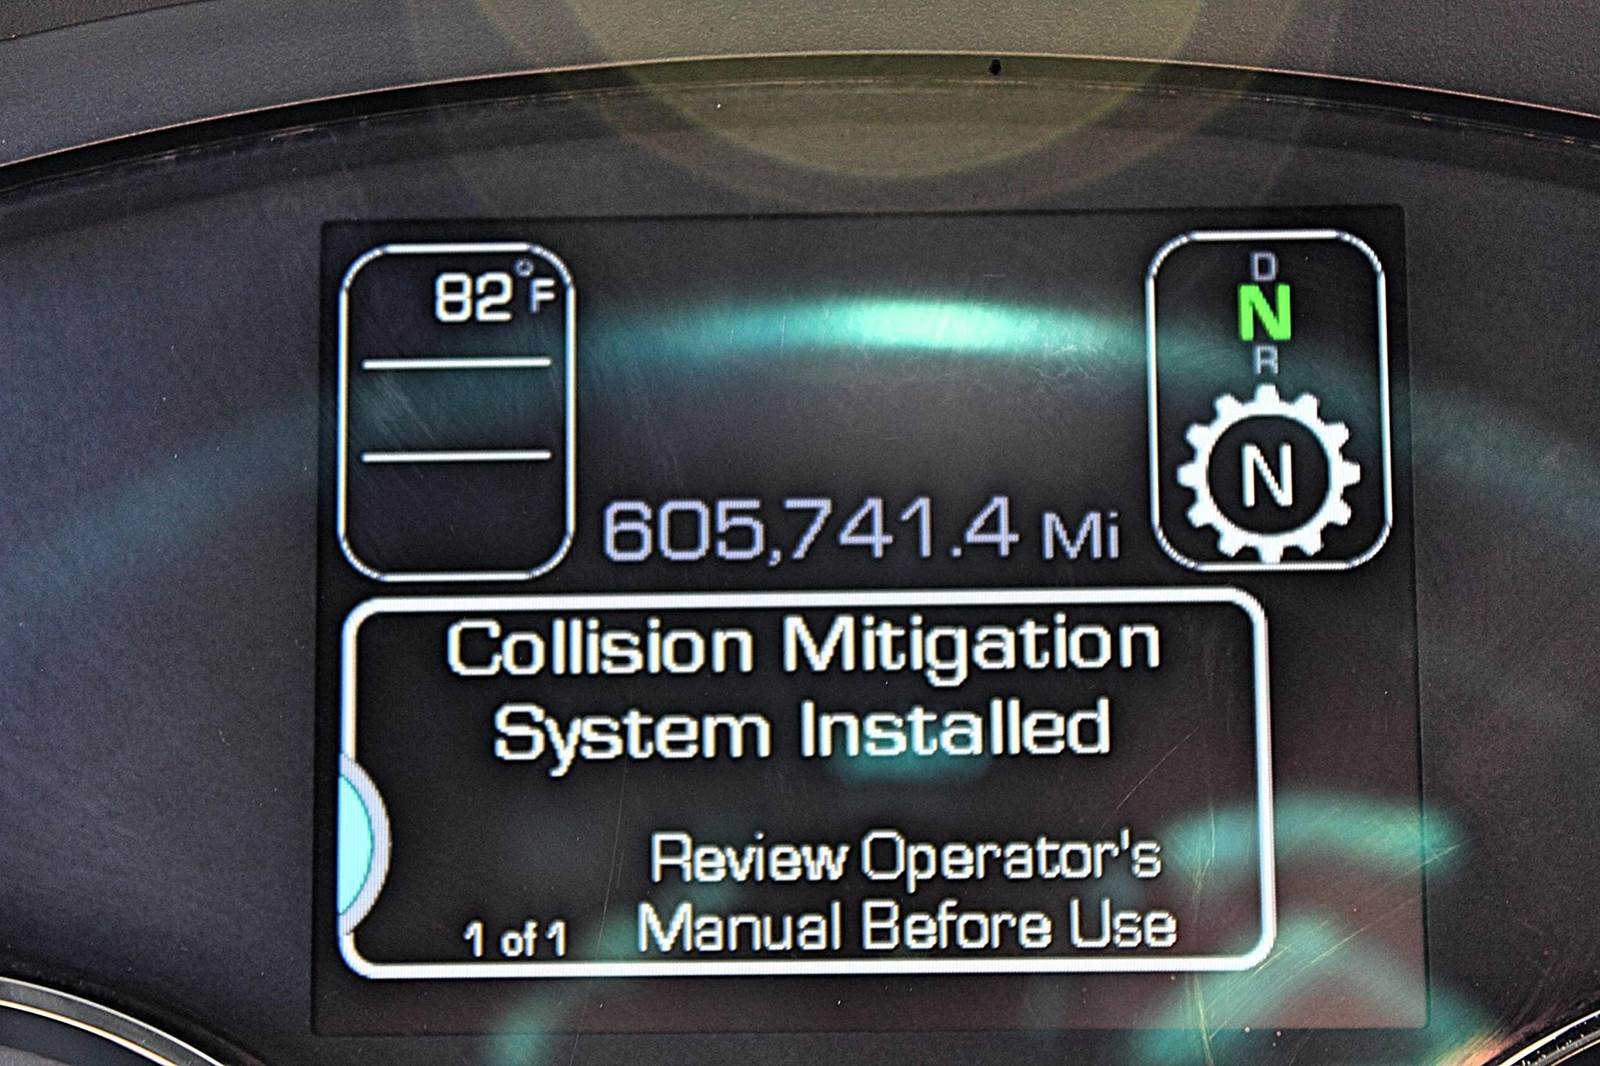 82°F
D
N
R
N
605,741.4 Mi
Collision Mitigation
System Installed
Review Operator's
Manual Before Use
1 of 1